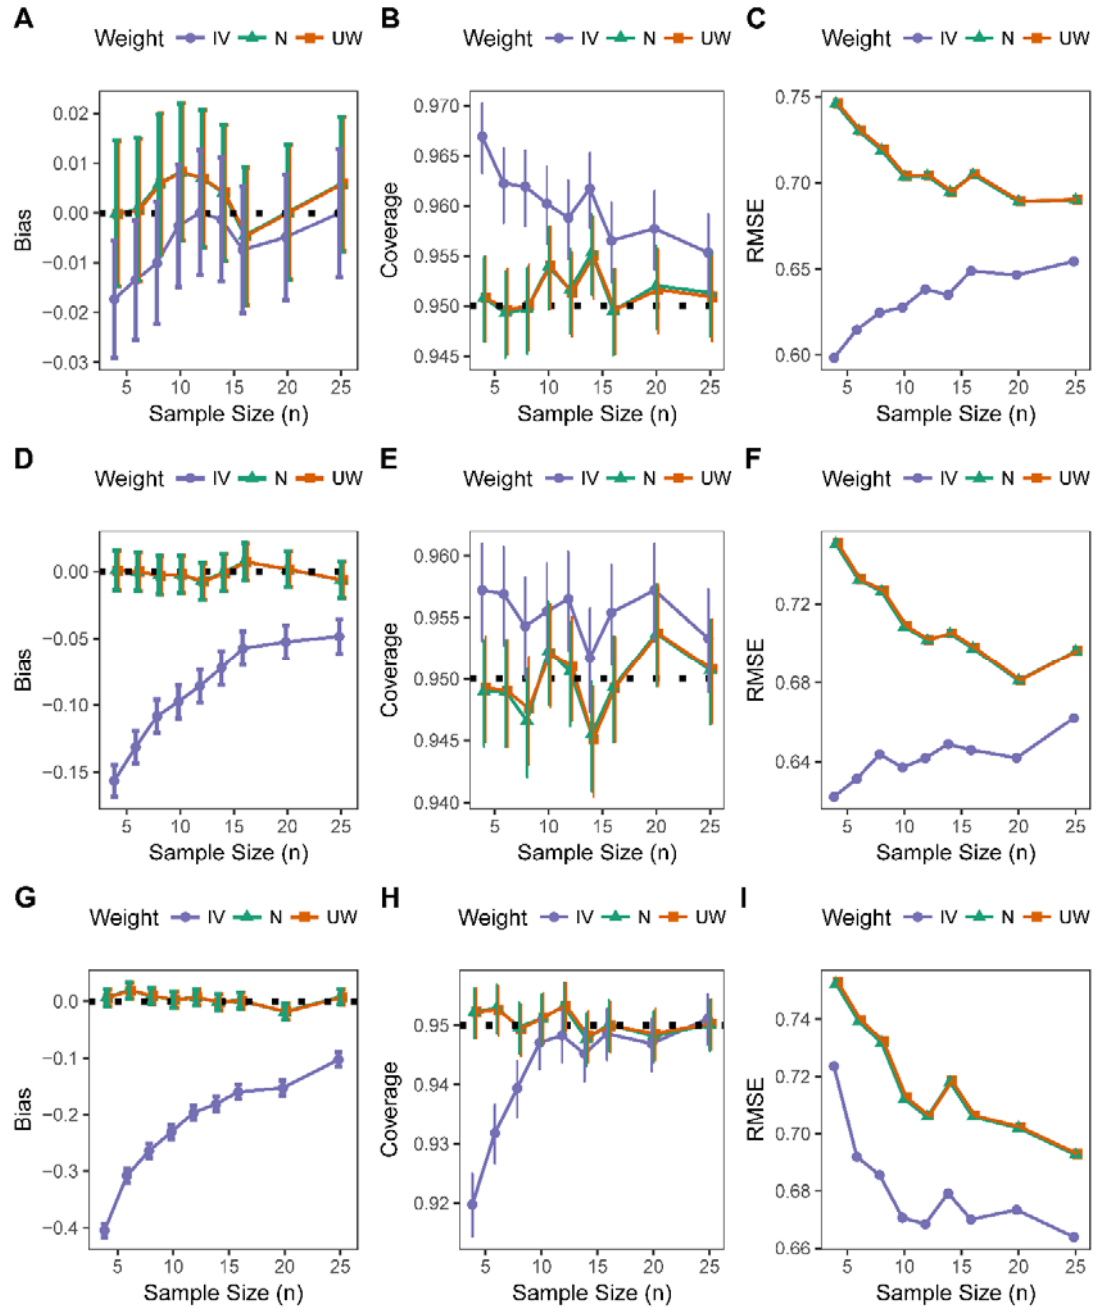 A B C
Weight IV N UW Weight IV N UW Weight IV N UW
0.02
0.01
0.00
−0.01
−0.02
−0.03
Bias
5 10 15 20 25
Sample Size (n)
0.970
0.965
0.960
0.955
0.950
0.945
Coverage
5 10 15 20 25
Sample Size (n)
0.75
0.70
0.65
0.60
RMSE
5 10 15 20 25
Sample Size (n)
D E F
Weight IV N UW Weight IV N UW Weight IV N UW
0.00
−0.05
−0.10
−0.15
Bias
5 10 15 20 25
Sample Size (n)
0.960
0.955
0.950
0.945
0.940
Coverage
5 10 15 20 25
Sample Size (n)
0.72
0.68
0.64
RMSE
5 10 15 20 25
Sample Size (n)
G H I
Weight IV N UW Weight IV N UW Weight IV N UW
0.0
−0.1
−0.2
−0.3
−0.4
Bias
5 10 15 20 25
Sample Size (n)
0.95
0.94
0.93
0.92
Coverage
5 10 15 20 25
Sample Size (n)
0.74
0.72
0.70
0.68
0.66
RMSE
5 10 15 20 25
Sample Size (n)